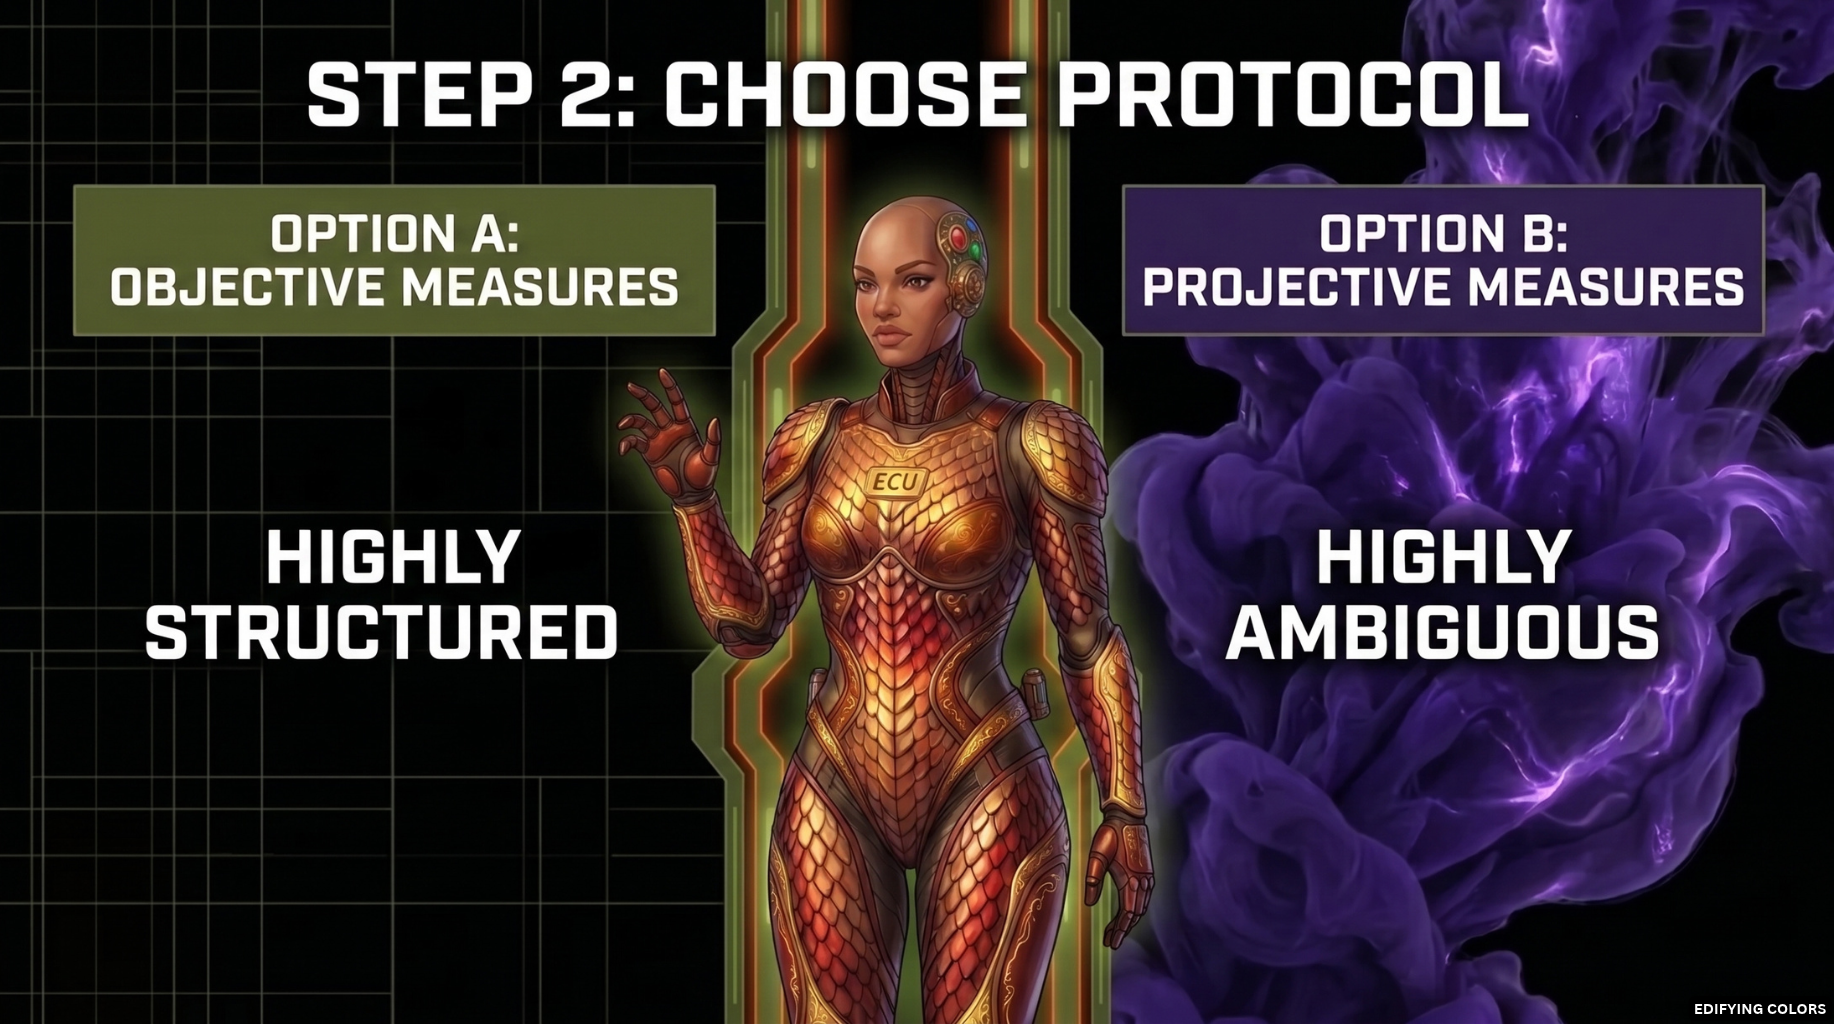 STEP 2: CHOOSE PROTOCOL
OPTION A:
OBJECTIVE MEASURES
OPTION B:
PROJECTIVE MEASURES
ECU
HIGHLY
STRUCTURED
HIGHLY
AMBIGUOUS
EDIFYING COLORS